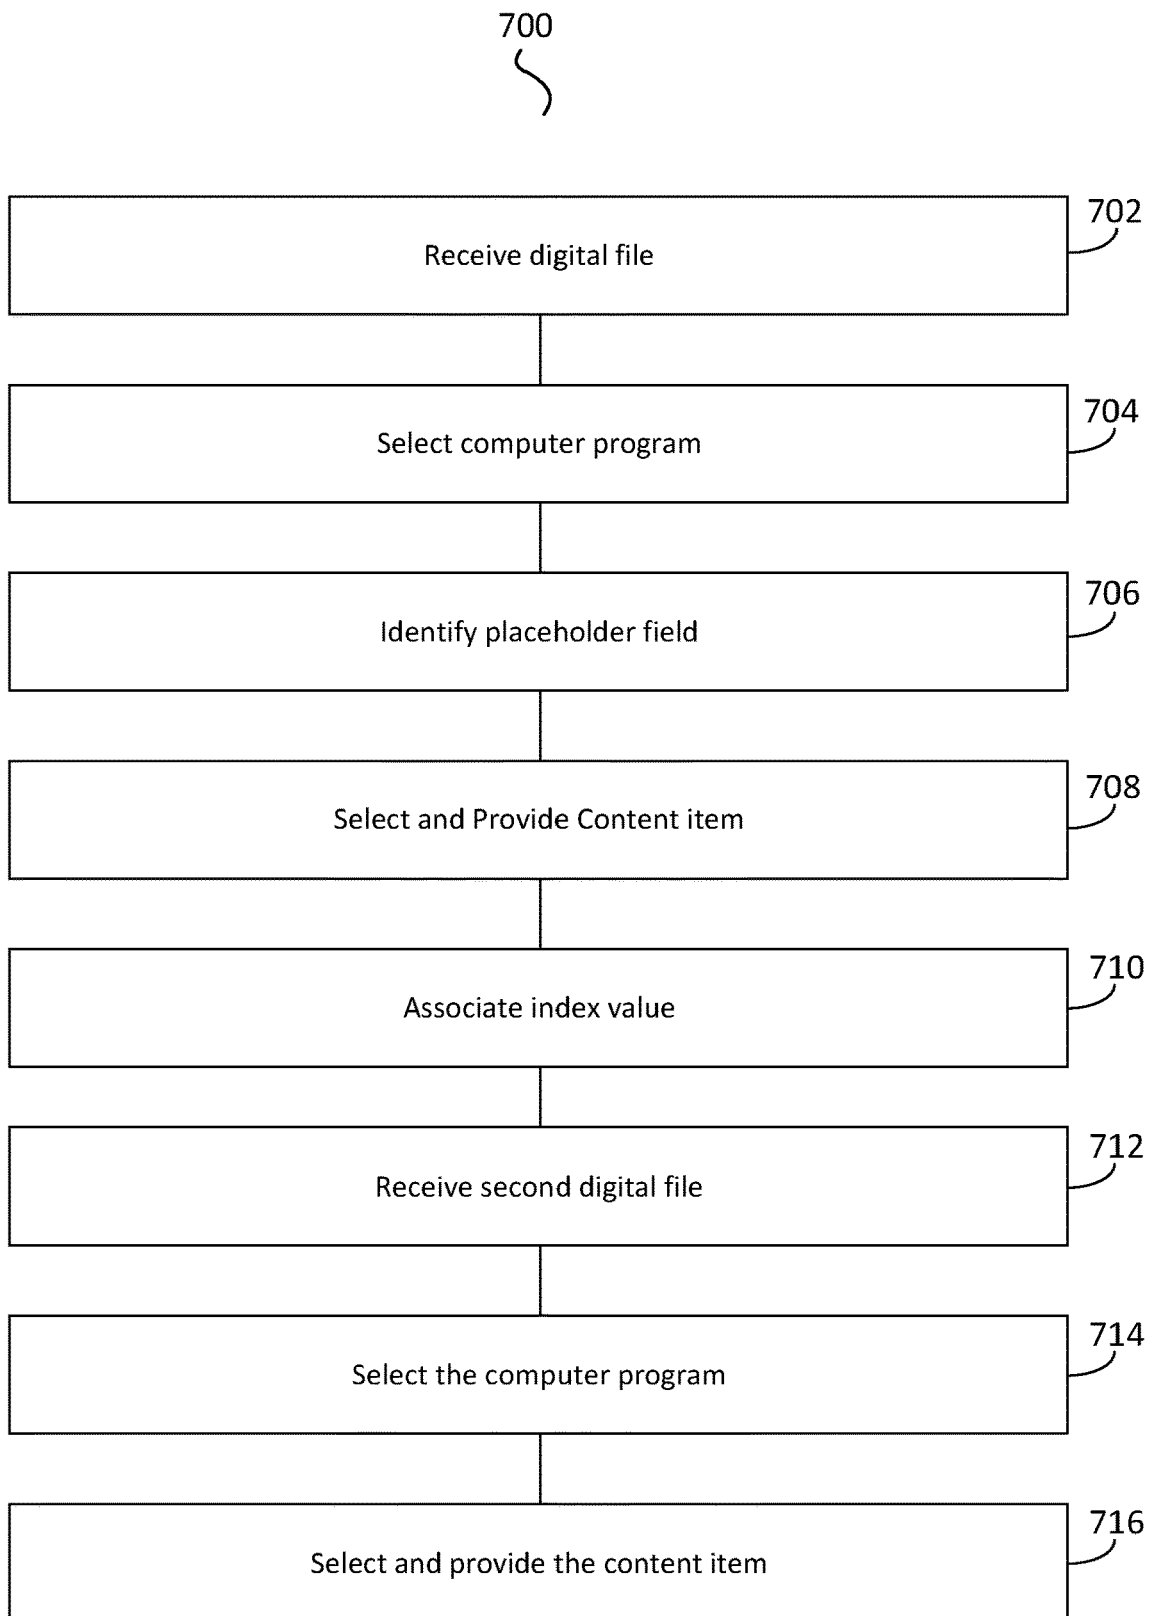 700
702
Receive digital file
704
Select computer program
706
Identify placeholder field
708
Select and Provide Content item
710
Associate index value
712
Receive second digital file
714
Select the computer program
716
Select and provide the content item